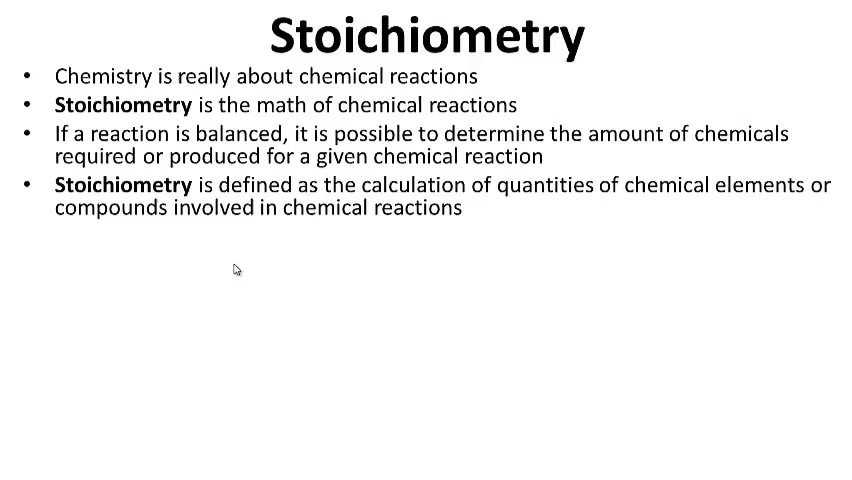 Stoichiometry
• Chemistry is really about chemical reactions
• Stoichiometry is the math of chemical reactions
• If a reaction is balanced, it is possible to determine the amount of chemicals
required or produced for a given chemical reaction
• Stoichiometry is defined as the calculation of quantities of chemical elements or
compounds involved in chemical reactions